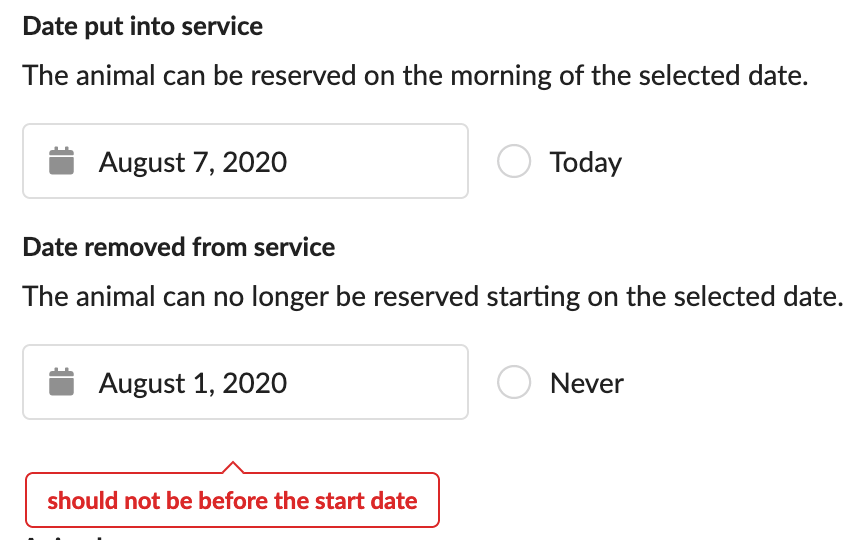 Date put into service
The animal can be reserved on the morning of the selected date.
August 7, 2020
Today
Date removed from service
The animal can no longer be reserved starting on the selected date.
August 1, 2020
Never
should not be before the start date